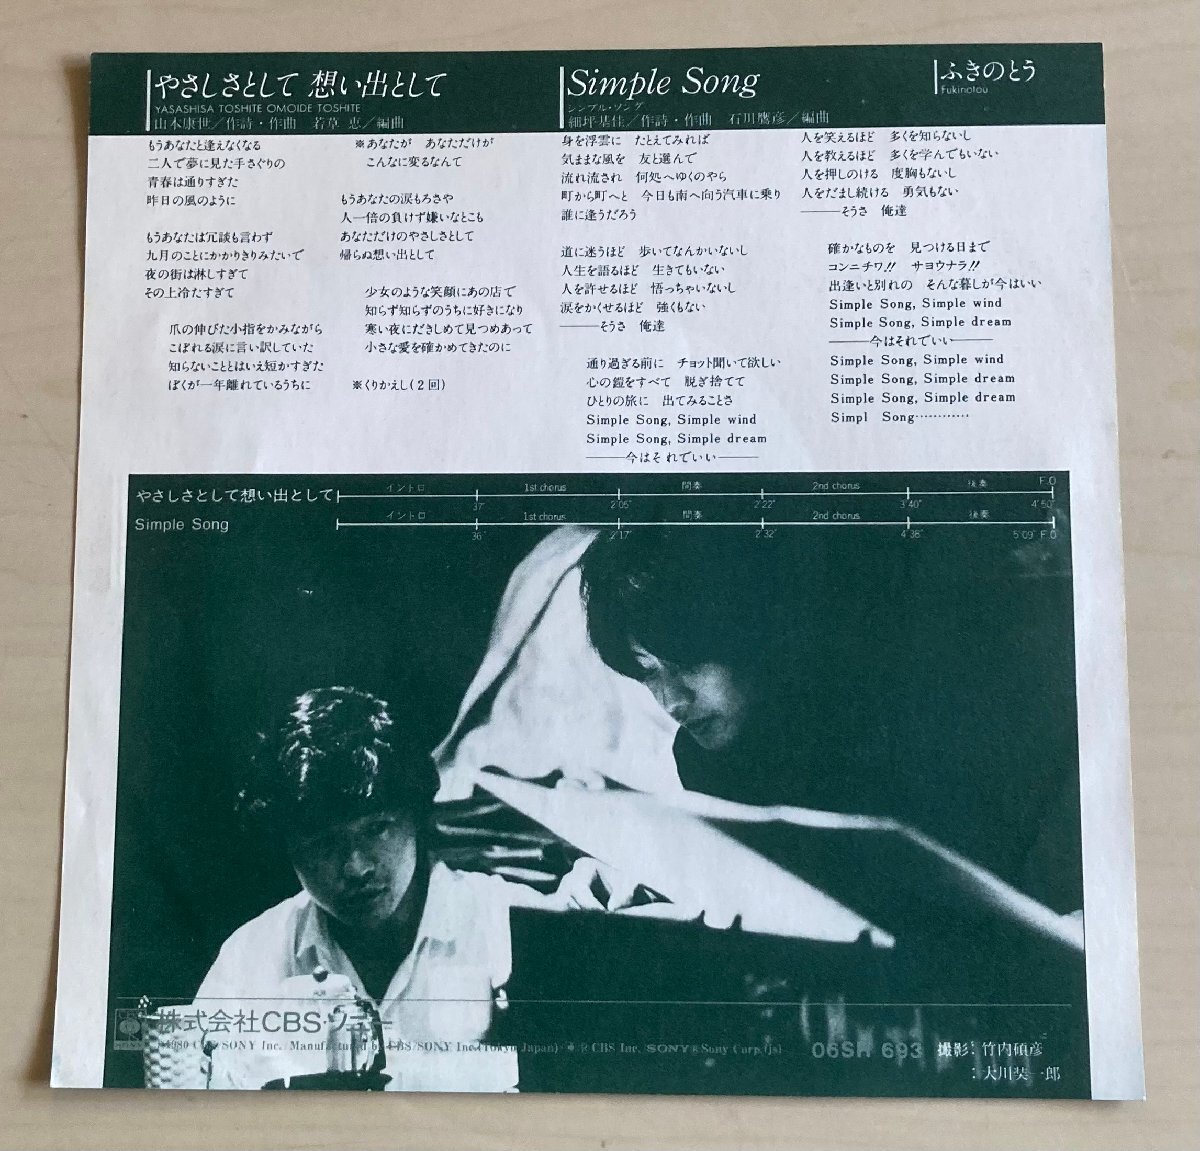 やさしさとして 想い出として
YASASHISA TOSHITE OMOIDE TOSHITE
山本康世/作詩・作曲 若草 恵/編曲
もうあなたと逢えなくなる
二人で夢に見た手さぐりの
青春は通りすぎた
昨日の風のように
もうあなたは冗談も言わず
九月のことにかかりきりみたいで
夜の街は淋しすぎて
その上冷たすぎて
爪の伸びた小指をかみながら
こぼれる涙に言い訳していた
知らないこととはいえ短かすぎた
ぼくが一年離れているうちに
※あなたが あなただけが
こんなに変るなんて
もうあなたの涙もろさや
人一倍の負けず嫌いなとこも
あなただけのやさしさとして
帰らぬ想い出として
少女のような笑顔にあの店で
知らず知らずのうちに好きになり
寒い夜にだきしめて見つめあって
小さな愛を確かめてきたのに
※くりかえし(2回)
Simple Song
シンプル・ソング
細坪基佳/作詩・作曲 石川鷹彦/編曲
身を浮雲に たとえてみれば
気ままな風を 友と選んで
流れ流され 何処へゆくのやら
町から町へと 今日も南へ向う汽車に乗り
誰に逢うだろう
道に迷うほど 歩いてなんかいないし
人生を語るほど 生きてもいない
人を許せるほど 悟っちゃいないし
涙をかくせるほど 強くもない
———そうさ 俺達
通り過ぎる前に チョット聞いて欲しい
心の鎧をすべて 脱ぎ捨てて
ひとりの旅に 出てみることさ
Simple Song, Simple wind
Simple Song, Simple dream
———今はそれでいい———
ふきのとう
Fukinotou
人を笑えるほど 多くを知らないし
人を教えるほど 多くを学んでもいない
人を押しのける 度胸もないし
人をだまし続ける 勇気もない
———そうさ 俺達
確かなものを 見つける日まで
コンニチワ!! サヨウナラ!!
出逢いと別れの そんな暮しが今はいい
Simple Song, Simple wind
Simple Song, Simple dream
———今はそれでいい———
Simple Song, Simple wind
Simple Song, Simple dream
Simple Song, Simple dream
Simpl Song…………
やさしさとして想い出として イントロ 1st chorus 間奏 2nd chorus 後奏 F.O
37" 2'05" 2'22" 3'40" 4'50"
Simple Song イントロ 1st chorus 間奏 2nd chorus 後奏
36" 2'17" 2'32" 4'36" 5'09" F.O
株式会社CBS・ソニー
SONY
1980 CBS/SONY Inc. Manufactured by CBS/SONY Inc. (Tokyo Japan) CBS Inc. SONY Sony Corp.
06SH 693
撮影:竹内碩彦